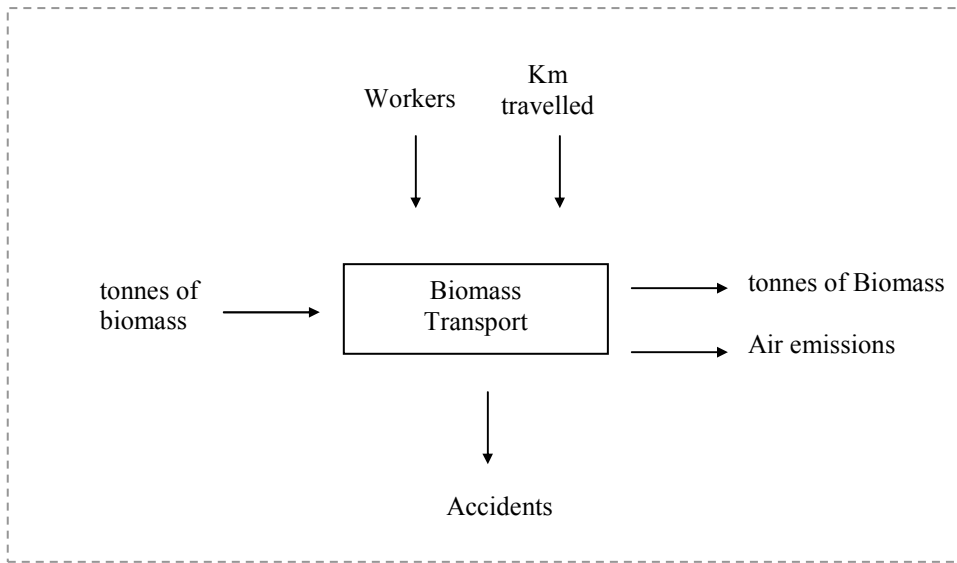 Km
travelled
Workers
tonnes of
biomass
Biomass
Transport
tonnes of Biomass
Air emissions
Accidents